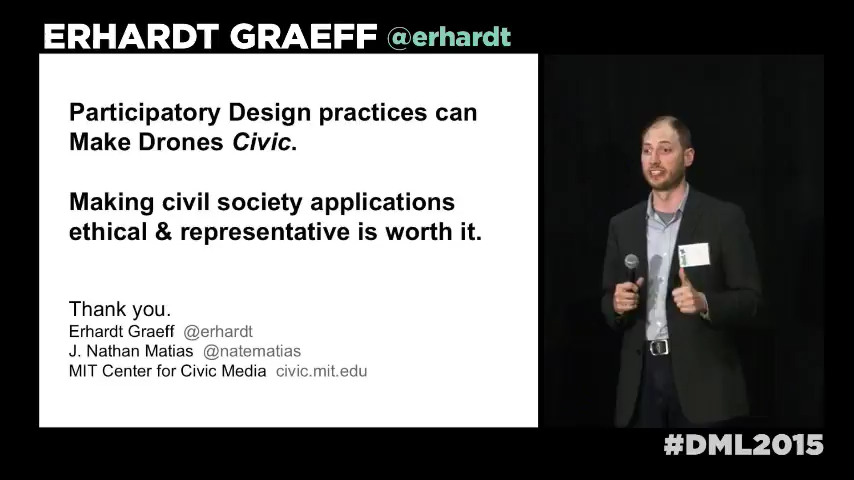 ERHARDT GRAEFF @erhardt
Participatory Design practices can
Make Drones Civic.
Making civil society applications
ethical & representative is worth it.
Thank you.
Erhardt Graeff @erhardt
J. Nathan Matias @natematias
MIT Center for Civic Media civic.mit.edu
#DML2015